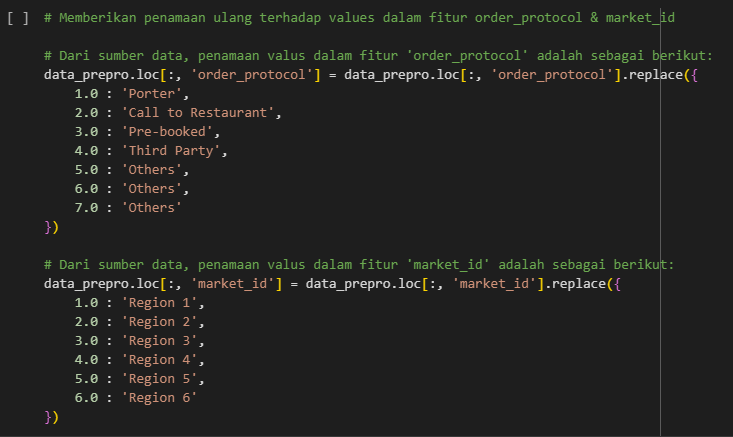 [ ] # Memberikan penamaan ulang terhadap values dalam fitur order_protocol & market_id
# Dari sumber data, penamaan valus dalam fitur 'order_protocol' adalah sebagai berikut:
data_prepro.loc[:, 'order_protocol'] = data_prepro.loc[:, 'order_protocol'].replace({
1.0 : 'Porter',
2.0 : 'Call to Restaurant',
3.0 : 'Pre-booked',
4.0 : 'Third Party',
5.0 : 'Others',
6.0 : 'Others',
7.0 : 'Others'
})
# Dari sumber data, penamaan valus dalam fitur 'market_id' adalah sebagai berikut:
data_prepro.loc[:, 'market_id'] = data_prepro.loc[:, 'market_id'].replace({
1.0 : 'Region 1',
2.0 : 'Region 2',
3.0 : 'Region 3',
4.0 : 'Region 4',
5.0 : 'Region 5',
6.0 : 'Region 6'
})